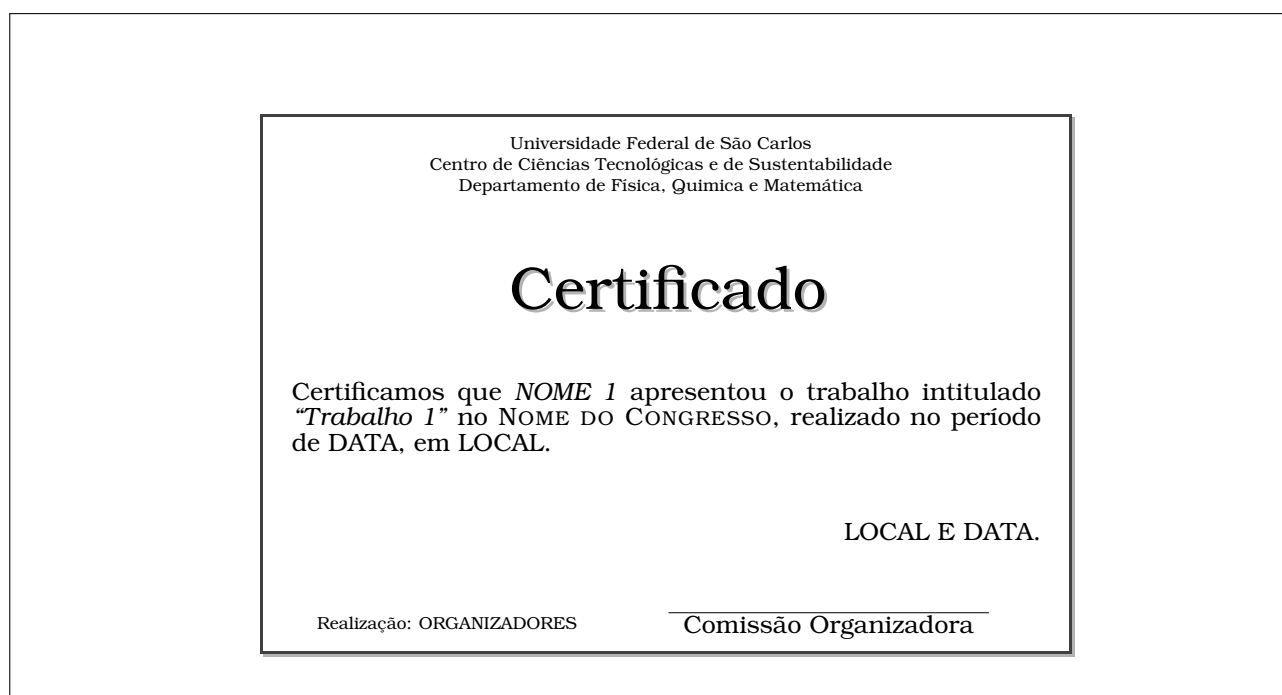 Universidade Federal de São Carlos
Centro de Ciências Tecnológicas e de Sustentabilidade
Departamento de Física, Quimica e Matemática
Certificado
Certificamos que NOME 1 apresentou o trabalho intitulado
“Trabalho 1” no NOME DO CONGRESSO, realizado no período
de DATA, em LOCAL.
LOCAL E DATA.
Realização: ORGANIZADORES
Comissão Organizadora